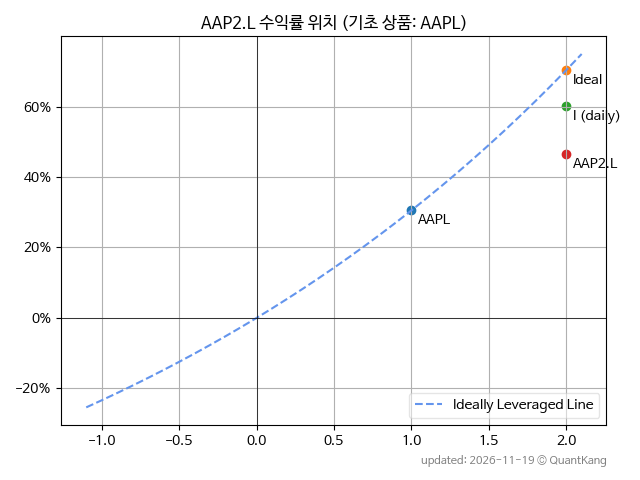 AAP2.L 수익률 위치 (기초 상품: AAPL)
60%
40%
20%
0%
−20%
Ideal
I (daily)
AAP2.L
AAPL
Ideally Leveraged Line
−1.0 −0.5 0.0 0.5 1.0 1.5 2.0
updated: 2026-11-19 © QuantKang